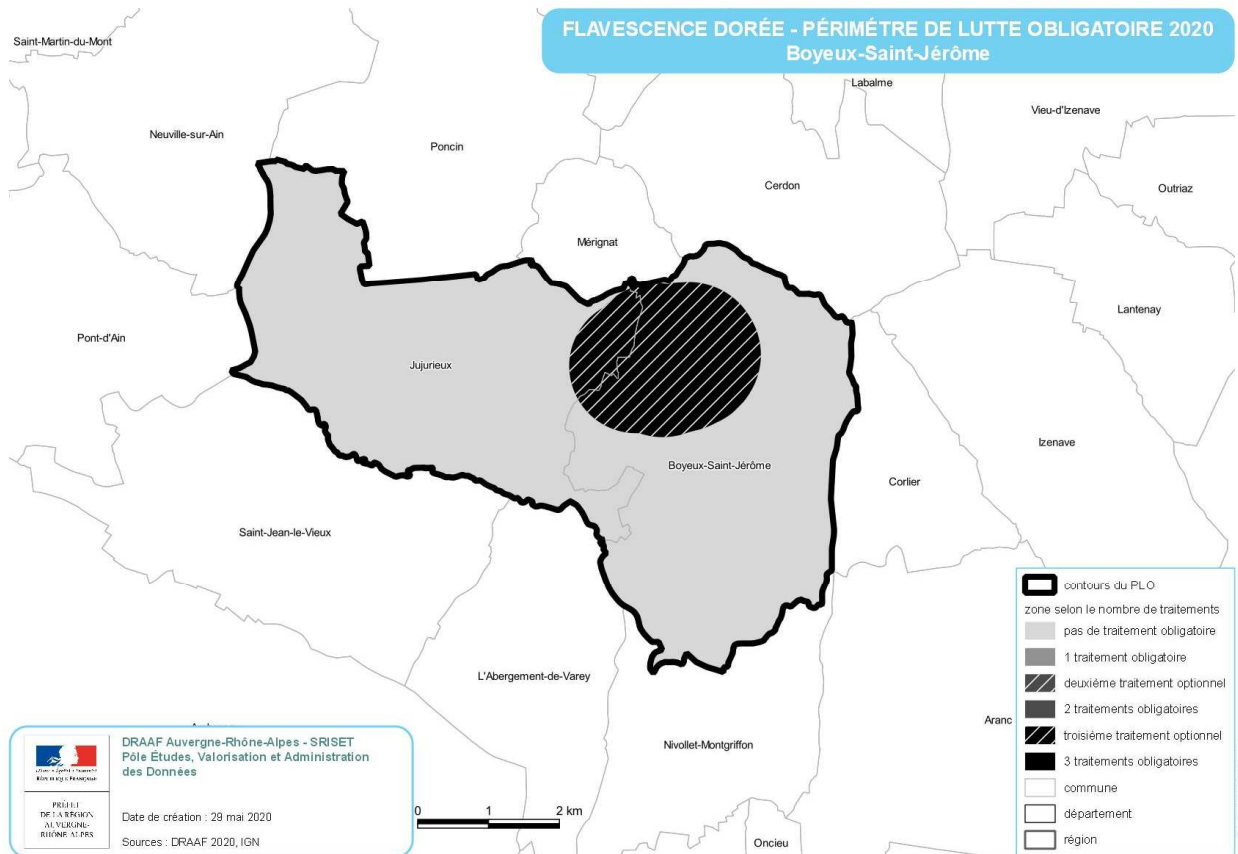 FLAVESCENCE DORÉE - PÉRIMÉTRE DE LUTTE OBLIGATOIRE 2020
Boyeux-Saint-Jérôme
Saint-Martin-du-Mont
Labalme
Vieu-d'Izenave
Neuville-sur-Ain
Poncin
Cerdon
Outriaz
Mérignat
Lantenay
Pont-d'Ain
Jujurieux
Izenave
Boyeux-Saint-Jérôme
Corlier
Saint-Jean-le-Vieux
L'Abergement-de-Varey
Aranc
Nivollet-Montgriffon
Oncieu
contours du PLO
zone selon le nombre de traitements
pas de traitement obligatoire
1 traitement obligatoire
deuxiéme traitement optionnel
2 traitements obligatoires
troisiéme traitement optionnel
3 traitements obligatoires
commune
département
région
DRAAF Auvergne-Rhône-Alpes - SRISET
Pôle Études, Valorisation et Administration
des Données
Date de création : 29 mai 2020
Sources : DRAAF 2020, IGN
RÉPUBLIQUE FRANÇAISE
PRÉFET
DE LA RÉGION
AUVERGNE-
RHÔNE-ALPES
0 1 2 km